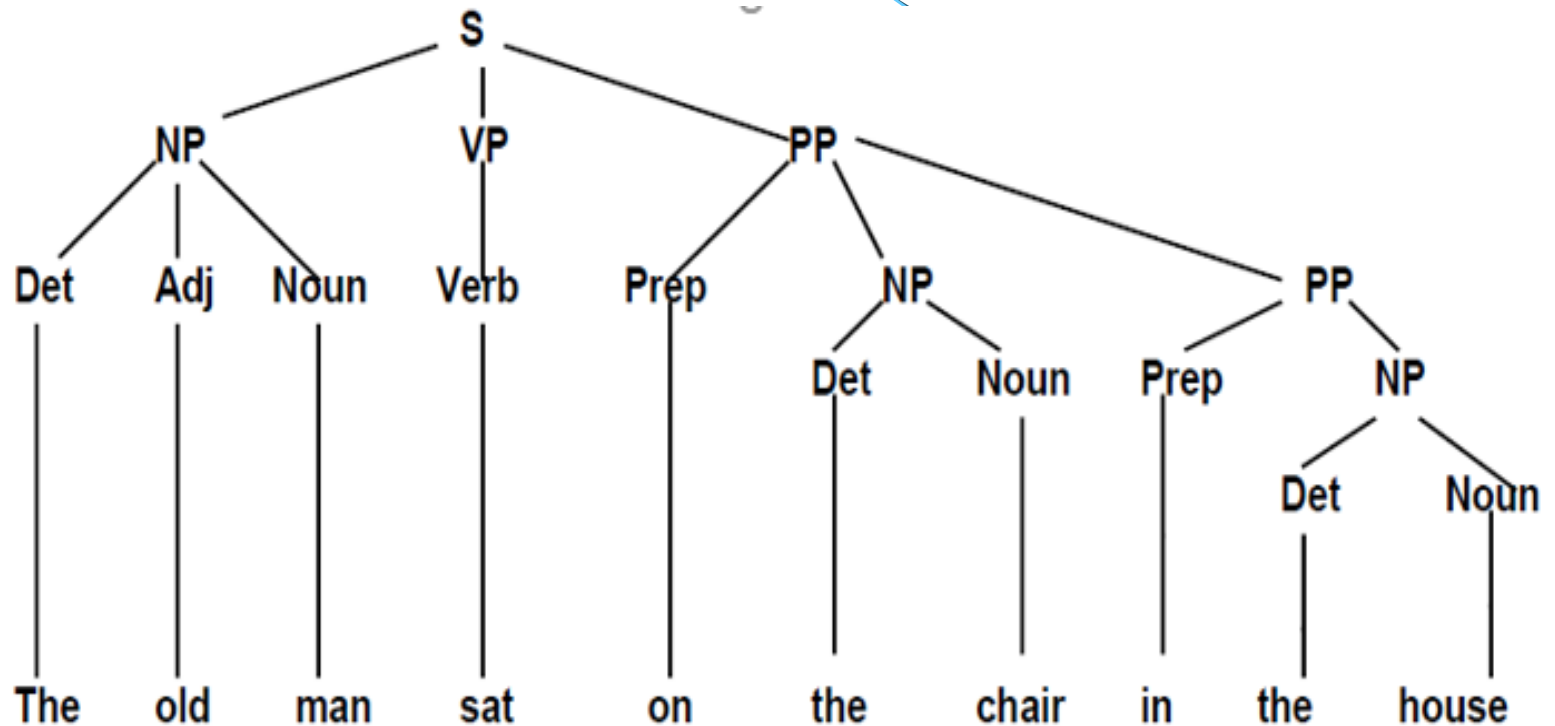 S
NP VP PP
Det Adj Noun Verb Prep NP PP
Det Noun Prep NP
Det Noun
The old man sat on the chair in the house